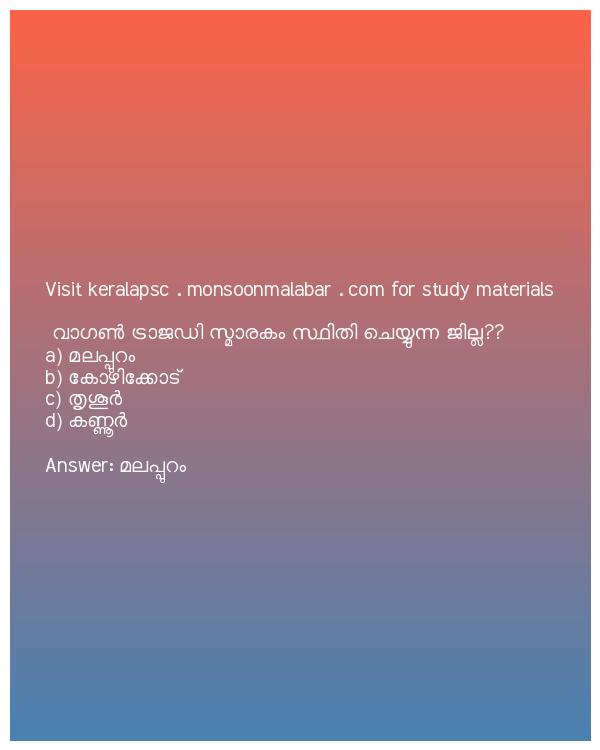 Visit keralapsc . monsoonmalabar . com for study materials
വാഗൺ ട്രാജഡി സ്മാരകം സ്ഥിതി ചെയ്യുന്ന ജില്ല??
a) മലപ്പുറം
b) കോഴിക്കോട്
c) തൃശൂർ
d) കണ്ണൂർ
Answer: മലപ്പുറം